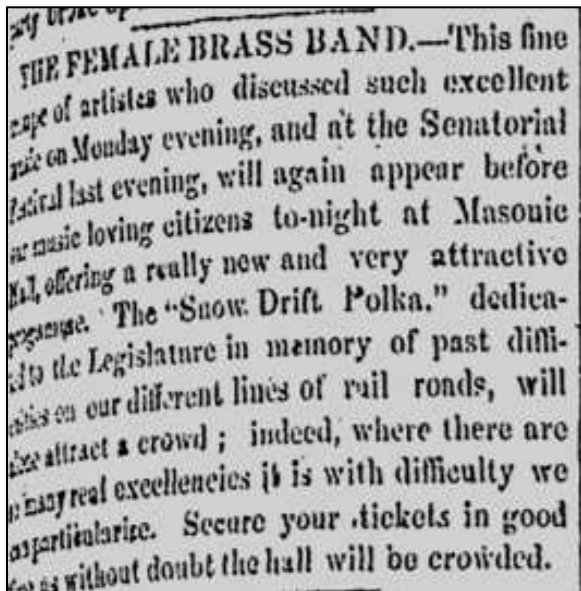 THE FEMALE BRASS BAND.—This fine
of artistes who discussed such excellent
on Monday evening, and at the Senatorial
last evening, will again appear before
music loving citizens to-night at Masonic
Hall, offering a really new and very attractive
The "Snow Drift Polka." dedica-
to the Legislature in memory of past diffi-
on our different lines of rail roads, will
attract a crowd; indeed, where there are
many real excellencies it is with difficulty we
particularize. Secure your tickets in good
as without doubt the hall will be crowded.